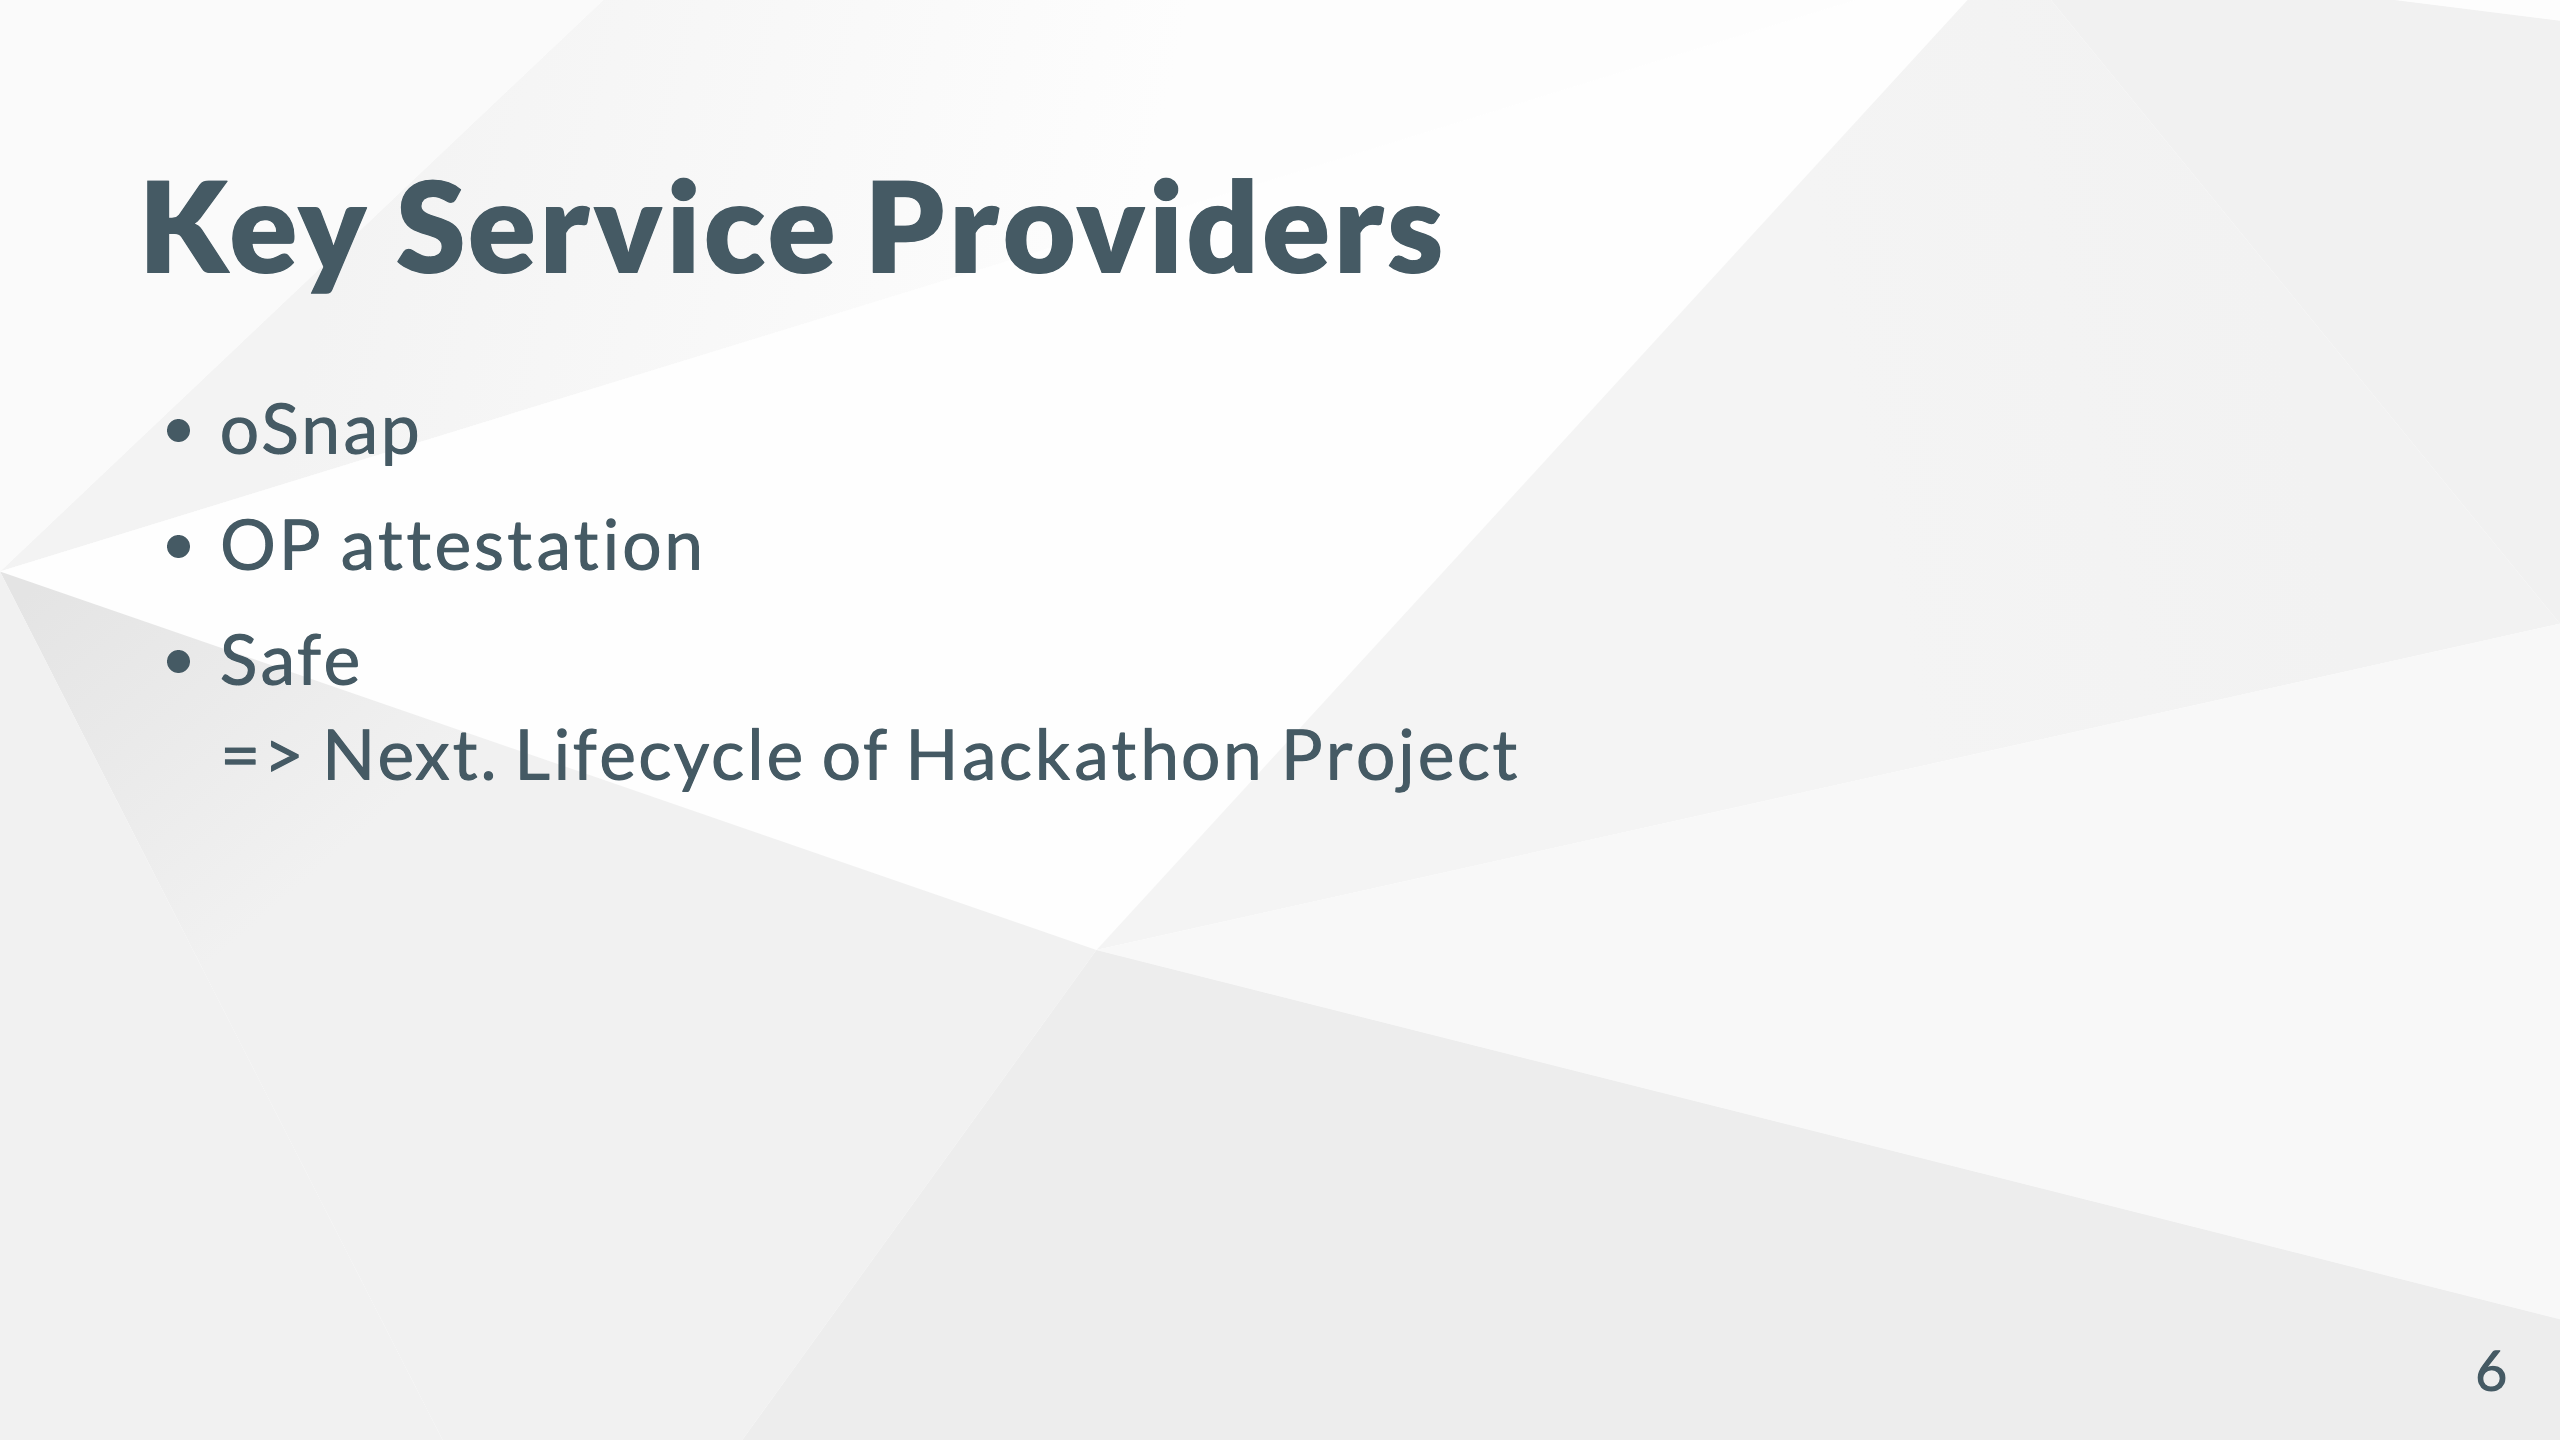 Key Service Providers
• oSnap
• OP attestation
• Safe
=> Next. Lifecycle of Hackathon Project
6